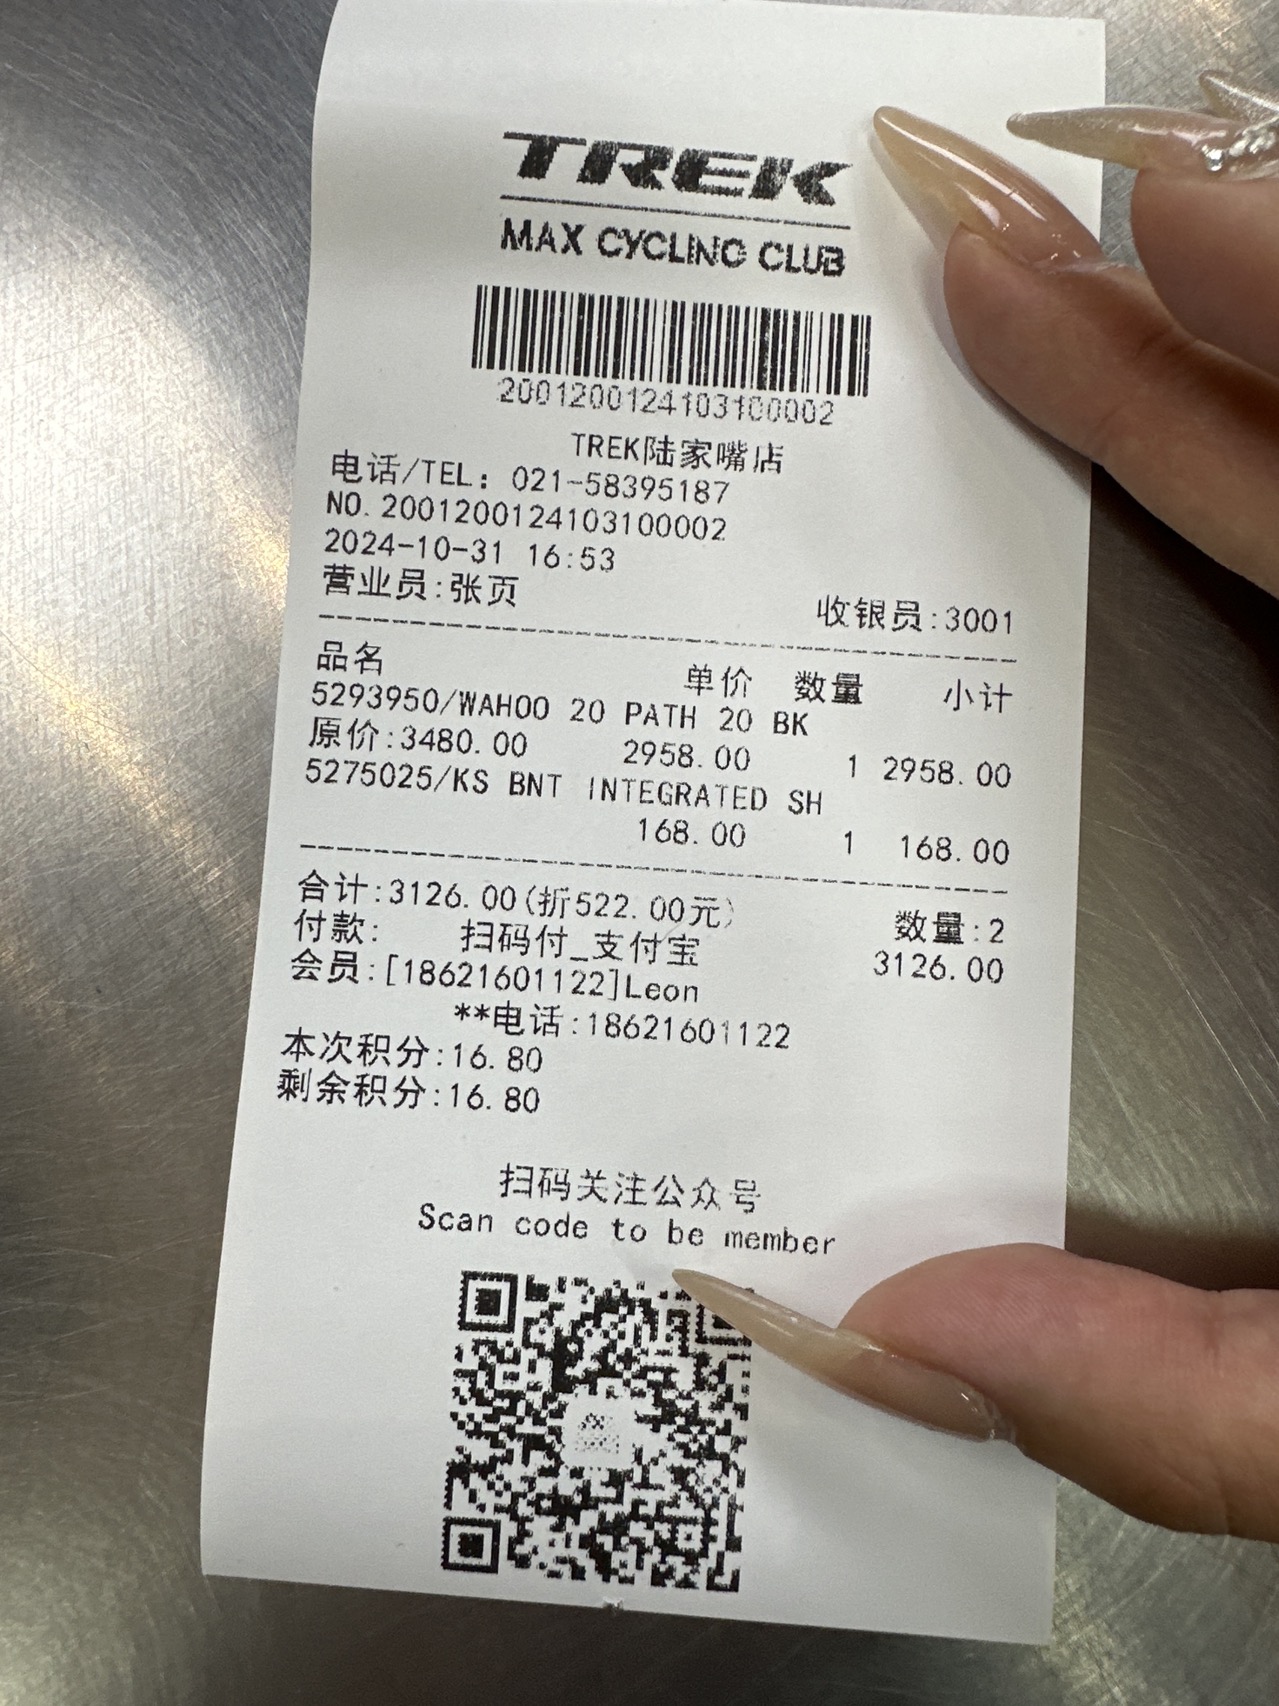 TREK
MAX CYCLING CLUB
2001200124103100002
TREK陆家嘴店
电话/TEL: 021-58395187
NO.2001200124103100002
2024-10-31 16:53
营业员:张页 收银员:3001
品名 单价 数量 小计
5293950/WAHOO 20 PATH 20 BK
原价:3480.00 2958.00 1 2958.00
5275025/KS BNT INTEGRATED SH
168.00 1 168.00
合计:3126.00(折522.00元) 数量:2
付款: 扫码付_支付宝 3126.00
会员:[18621601122]Leon
**电话:18621601122
本次积分:16.80
剩余积分:16.80
扫码关注公众号
Scan code to be member